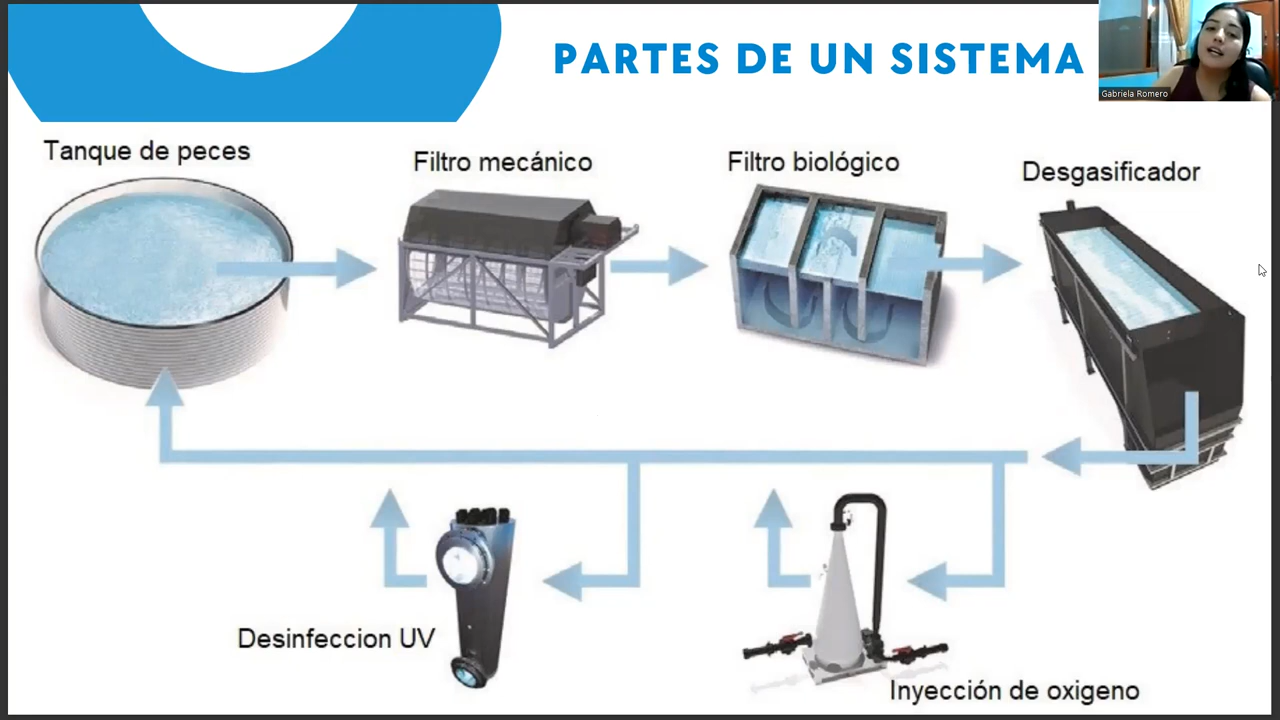 PARTES DE UN SISTEMA
Gabriela Romero
Tanque de peces
Filtro mecánico
Filtro biológico
Desgasificador
Desinfeccion UV
Inyección de oxigeno